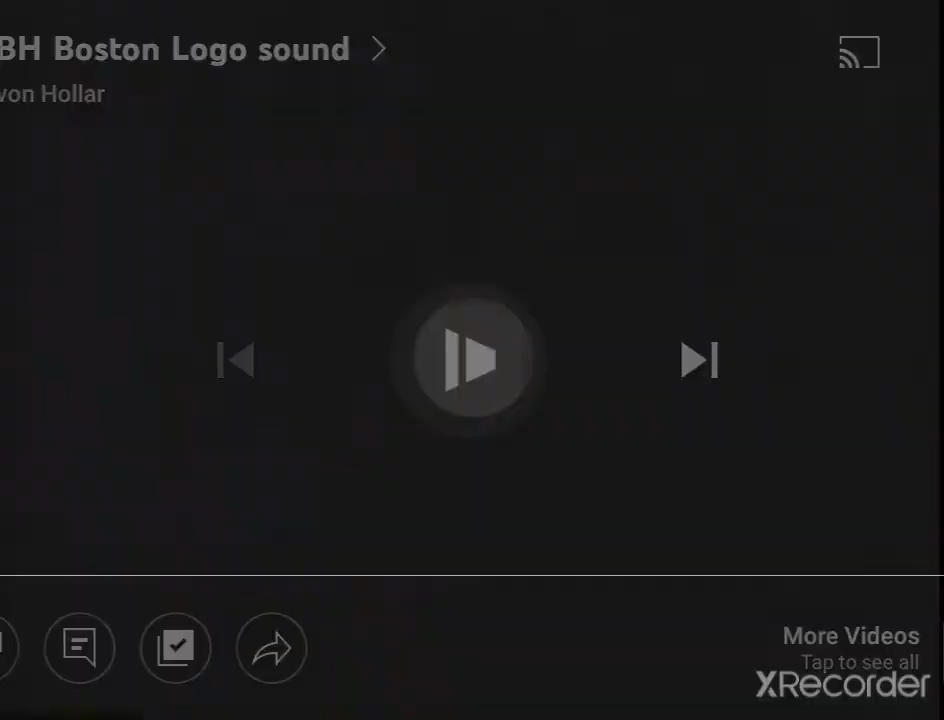 BH Boston Logo sound
von Hollar
More Videos
Tap to see all
XRecorder